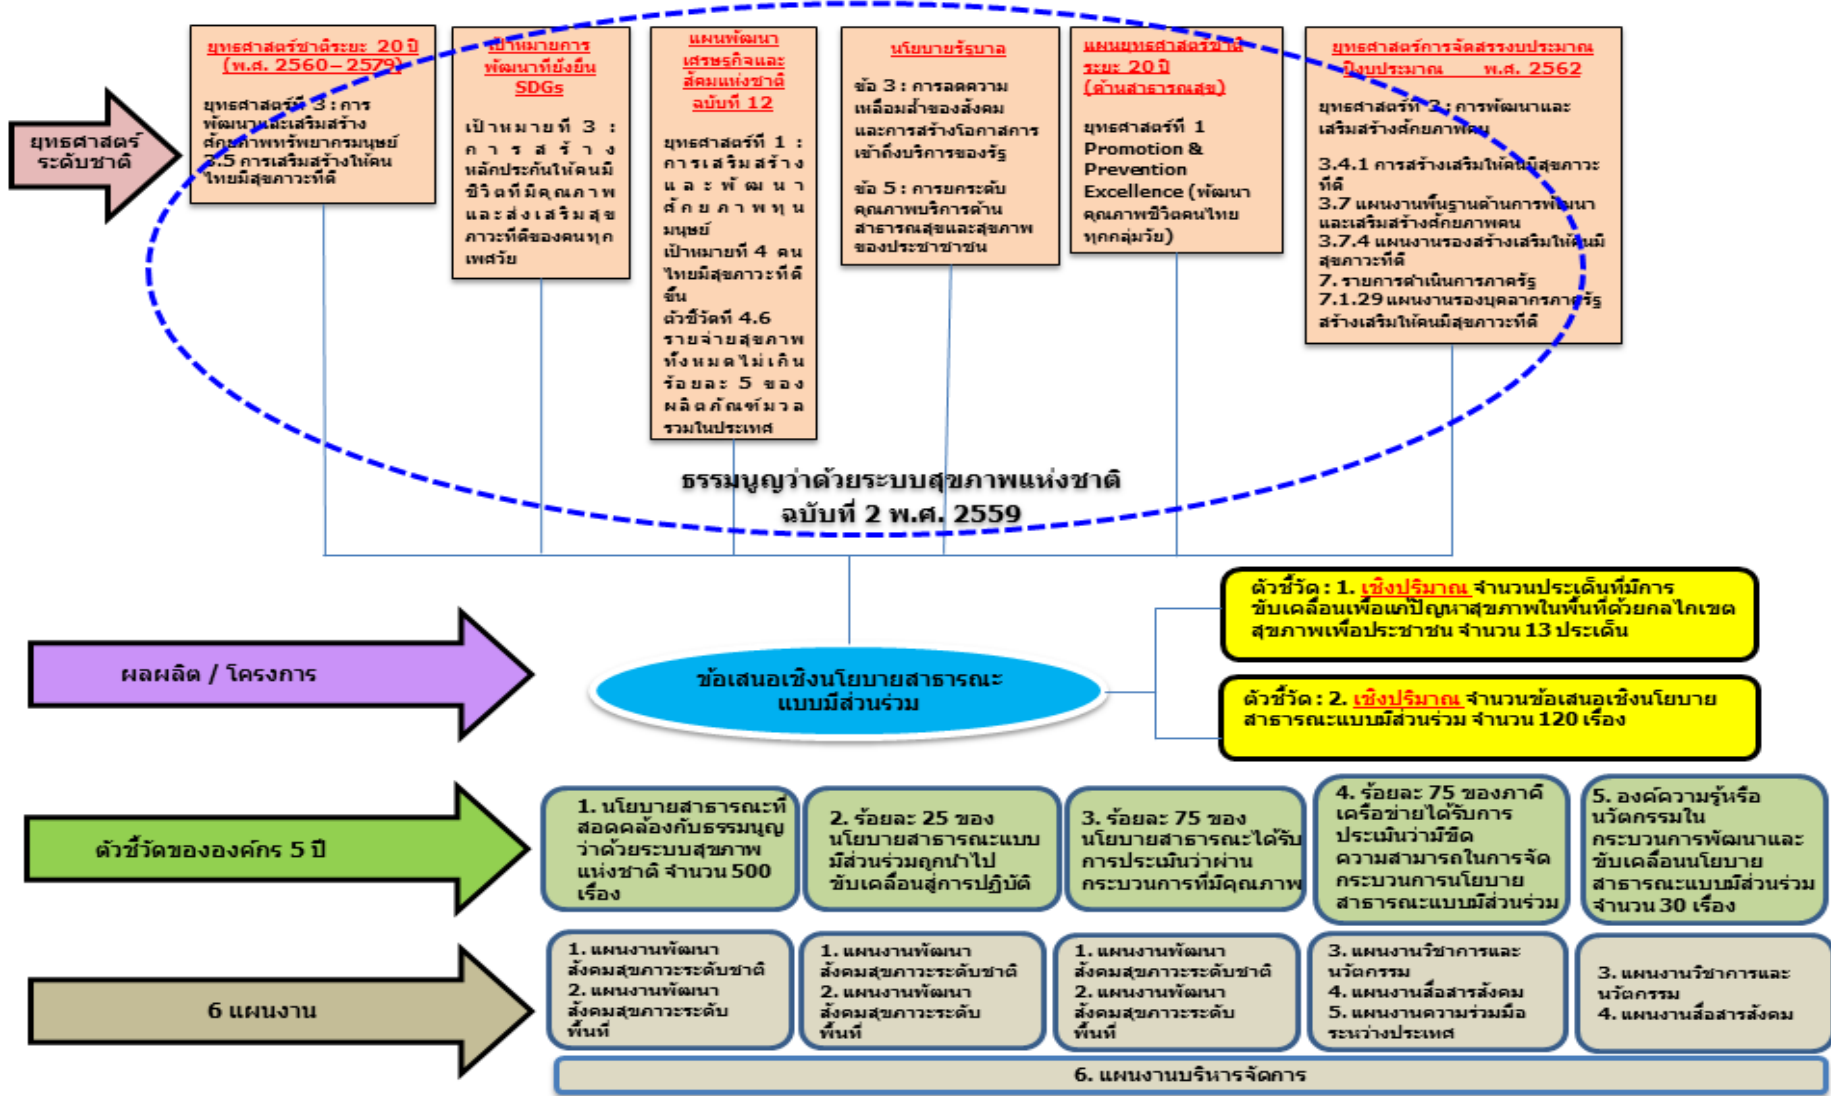 ยุทธศาสตร์
ระดับชาติ
ยุทธศาสตร์ชาติระยะ 20 ปี
(พ.ศ. 2560 – 2579)
ยุทธศาสตร์ที่ 3 : การ
พัฒนาและเสริมสร้าง
ศักยภาพทรัพยากรมนุษย์
3.5 การเสริมสร้างให้คน
ไทยมีสุขภาวะที่ดี
เป้าหมายการ
พัฒนาที่ยั่งยืน
SDGs
เป้าหมายที่ 3 :
การสร้าง
หลักประกันให้คนมี
ชีวิตที่มีคุณภาพ
และส่งเสริมสุข
ภาวะที่ดีของคนทุก
เพศวัย
แผนพัฒนา
เศรษฐกิจและ
สังคมแห่งชาติ
ฉบับที่ 12
ยุทธศาสตร์ที่ 1 :
การเสริมสร้าง
และพัฒนา
ศักยภาพทุน
มนุษย์
เป้าหมายที่ 4 คน
ไทยมีสุขภาวะที่ดี
ขึ้น
ตัวชี้วัดที่ 4.6
รายจ่ายสุขภาพ
ทั้งหมดไม่เกิน
ร้อยละ 5 ของ
ผลิตภัณฑ์มวล
รวมในประเทศ
นโยบายรัฐบาล
ข้อ 3 : การลดความ
เหลื่อมล้ำของสังคม
และการสร้างโอกาสการ
เข้าถึงบริการของรัฐ
ข้อ 5 : การยกระดับ
คุณภาพบริการด้าน
สาธารณสุขและสุขภาพ
ของประชาชาชน
แผนยุทธศาสตร์ชาติ
ระยะ 20 ปี
(ด้านสาธารณสุข)
ยุทธศาสตร์ที่ 1
Promotion &
Prevention
Excellence (พัฒนา
คุณภาพชีวิตคนไทย
ทุกกลุ่มวัย)
ยุทธศาสตร์การจัดสรรงบประมาณ
ปีงบประมาณ พ.ศ. 2562
ยุทธศาสตร์ที่ 3 : การพัฒนาและ
เสริมสร้างศักยภาพคน
3.4.1 การสร้างเสริมให้คนมีสุขภาวะ
ที่ดี
3.7 แผนงานพื้นฐานด้านการพัฒนา
และเสริมสร้างศักยภาพคน
3.7.4 แผนงานรองสร้างเสริมให้คนมี
สุขภาวะที่ดี
7. รายการดำเนินการภาครัฐ
7.1.29 แผนงานรองบุคลากรภาครัฐ
สร้างเสริมให้คนมีสุขภาวะที่ดี
ธรรมนูญว่าด้วยระบบสุขภาพแห่งชาติ
ฉบับที่ 2 พ.ศ. 2559
ผลผลิต / โครงการ
ข้อเสนอเชิงนโยบายสาธารณะ
แบบมีส่วนร่วม
ตัวชี้วัด : 1. เชิงปริมาณ จำนวนประเด็นที่มีการ
ขับเคลื่อนเพื่อแก้ปัญหาสุขภาพในพื้นที่ด้วยกลไกเขต
สุขภาพเพื่อประชาชน จำนวน 13 ประเด็น
ตัวชี้วัด : 2. เชิงปริมาณ จำนวนข้อเสนอเชิงนโยบาย
สาธารณะแบบมีส่วนร่วม จำนวน 120 เรื่อง
ตัวชี้วัดขององค์กร 5 ปี
1. นโยบายสาธารณะที่
สอดคล้องกับธรรมนูญ
ว่าด้วยระบบสุขภาพ
แห่งชาติ จำนวน 500
เรื่อง
2. ร้อยละ 25 ของ
นโยบายสาธารณะแบบ
มีส่วนร่วมถูกนำไป
ขับเคลื่อนสู่การปฏิบัติ
3. ร้อยละ 75 ของ
นโยบายสาธารณะได้รับ
การประเมินว่าผ่าน
กระบวนการที่มีคุณภาพ
4. ร้อยละ 75 ของภาคี
เครือข่ายได้รับการ
ประเมินว่ามีขีด
ความสามารถในการจัด
กระบวนการนโยบาย
สาธารณะแบบมีส่วนร่วม
5. องค์ความรู้หรือ
นวัตกรรมใน
กระบวนการพัฒนาและ
ขับเคลื่อนนโยบาย
สาธารณะแบบมีส่วนร่วม
จำนวน 30 เรื่อง
6 แผนงาน
1. แผนงานพัฒนา
สังคมสุขภาวะระดับชาติ
2. แผนงานพัฒนา
สังคมสุขภาวะระดับ
พื้นที่
1. แผนงานพัฒนา
สังคมสุขภาวะระดับชาติ
2. แผนงานพัฒนา
สังคมสุขภาวะระดับ
พื้นที่
1. แผนงานพัฒนา
สังคมสุขภาวะระดับชาติ
2. แผนงานพัฒนา
สังคมสุขภาวะระดับ
พื้นที่
3. แผนงานวิชาการและ
นวัตกรรม
4. แผนงานสื่อสารสังคม
5. แผนงานความร่วมมือ
ระหว่างประเทศ
3. แผนงานวิชาการและ
นวัตกรรม
4. แผนงานสื่อสารสังคม
6. แผนงานบริหารจัดการ